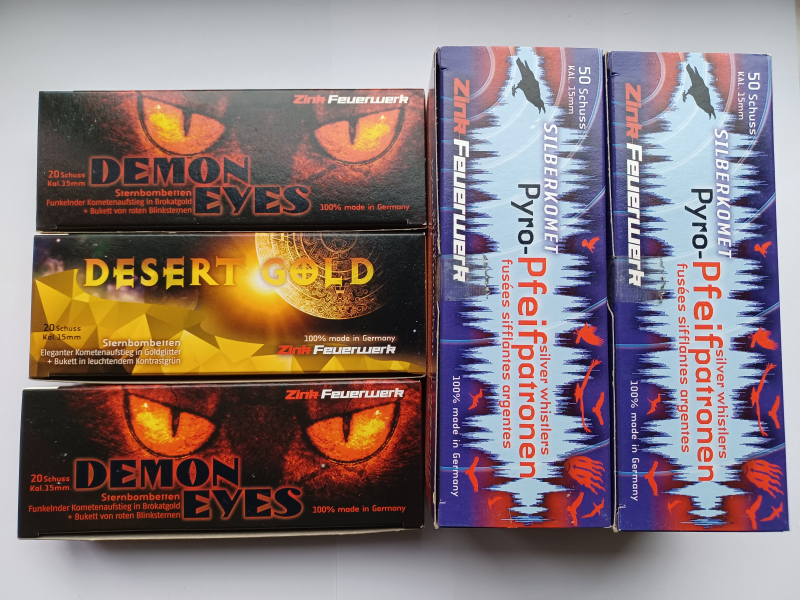 Zink Feuerwerk
20 Schuss
Kal. 15mm
DEMON
EYES
Sternbombetten
Funkelnder Kometenaufstieg in Brokatgold
+ Bukett von roten Blinksternen
100% made in Germany
DESERT GOLD
20 Schuss
Kal. 15mm
Sternbombetten
Eleganter Kometenaufstieg in Goldglitter
+ Bukett in leuchtendem Kontrastgrün
100% made in Germany
Zink Feuerwerk
Zink Feuerwerk
20 Schuss
Kal. 15mm
DEMON
EYES
Sternbombetten
Funkelnder Kometenaufstieg in Brokatgold
+ Bukett von roten Blinksternen
100% made in Germany
50 Schuss
KAL. 15mm
SILBERKOMET
Pyro-Pfeifpatronen
silver whistlers
fusées sifflantes argentes
Zink Feuerwerk
100% made in Germany
50 Schuss
KAL. 15mm
SILBERKOMET
Pyro-Pfeifpatronen
silver whistlers
fusées sifflantes argentes
Zink Feuerwerk
100% made in Germany